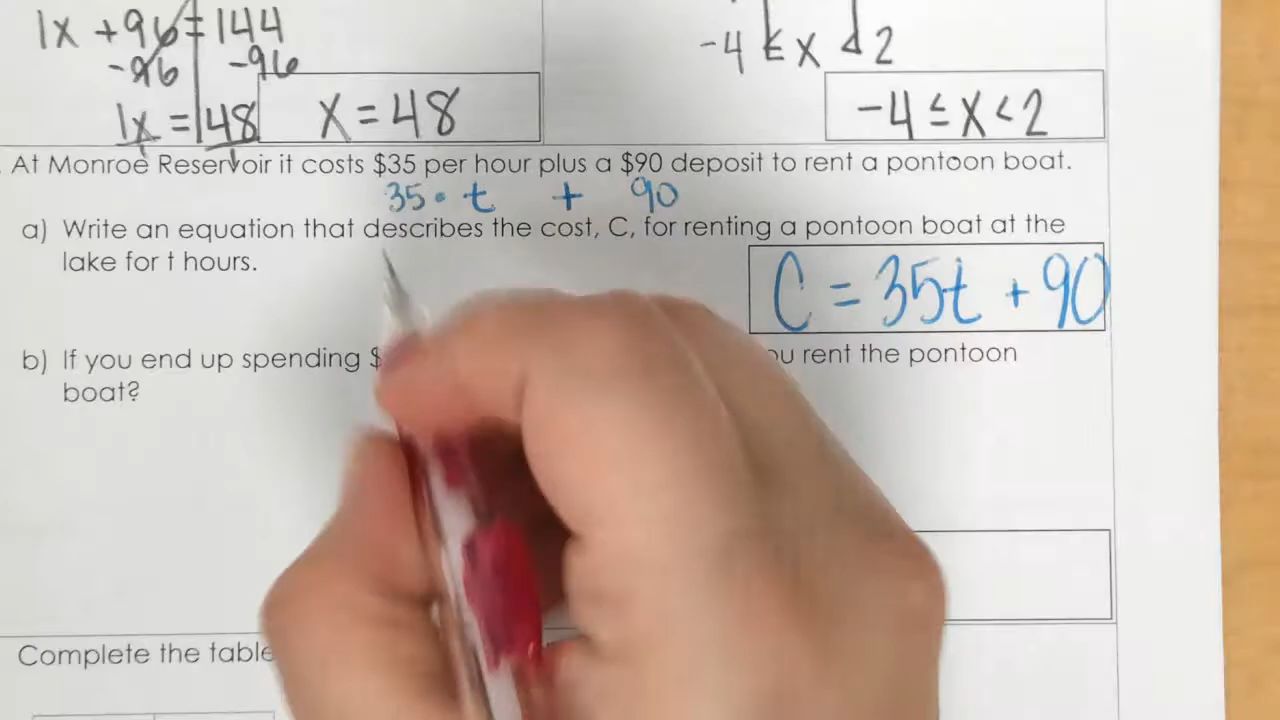 1x + 96 = 144
-96 -96
1x = 48
x = 48
-4 ≤ x < 2
-4 ≤ x < 2
At Monroe Reservoir it costs $35 per hour plus a $90 deposit to rent a pontoon boat.
35 • t + 90
a) Write an equation that describes the cost, C, for renting a pontoon boat at the
lake for t hours.
C = 35t + 90
b) If you end up spending $ rent the pontoon
boat?
Complete the table